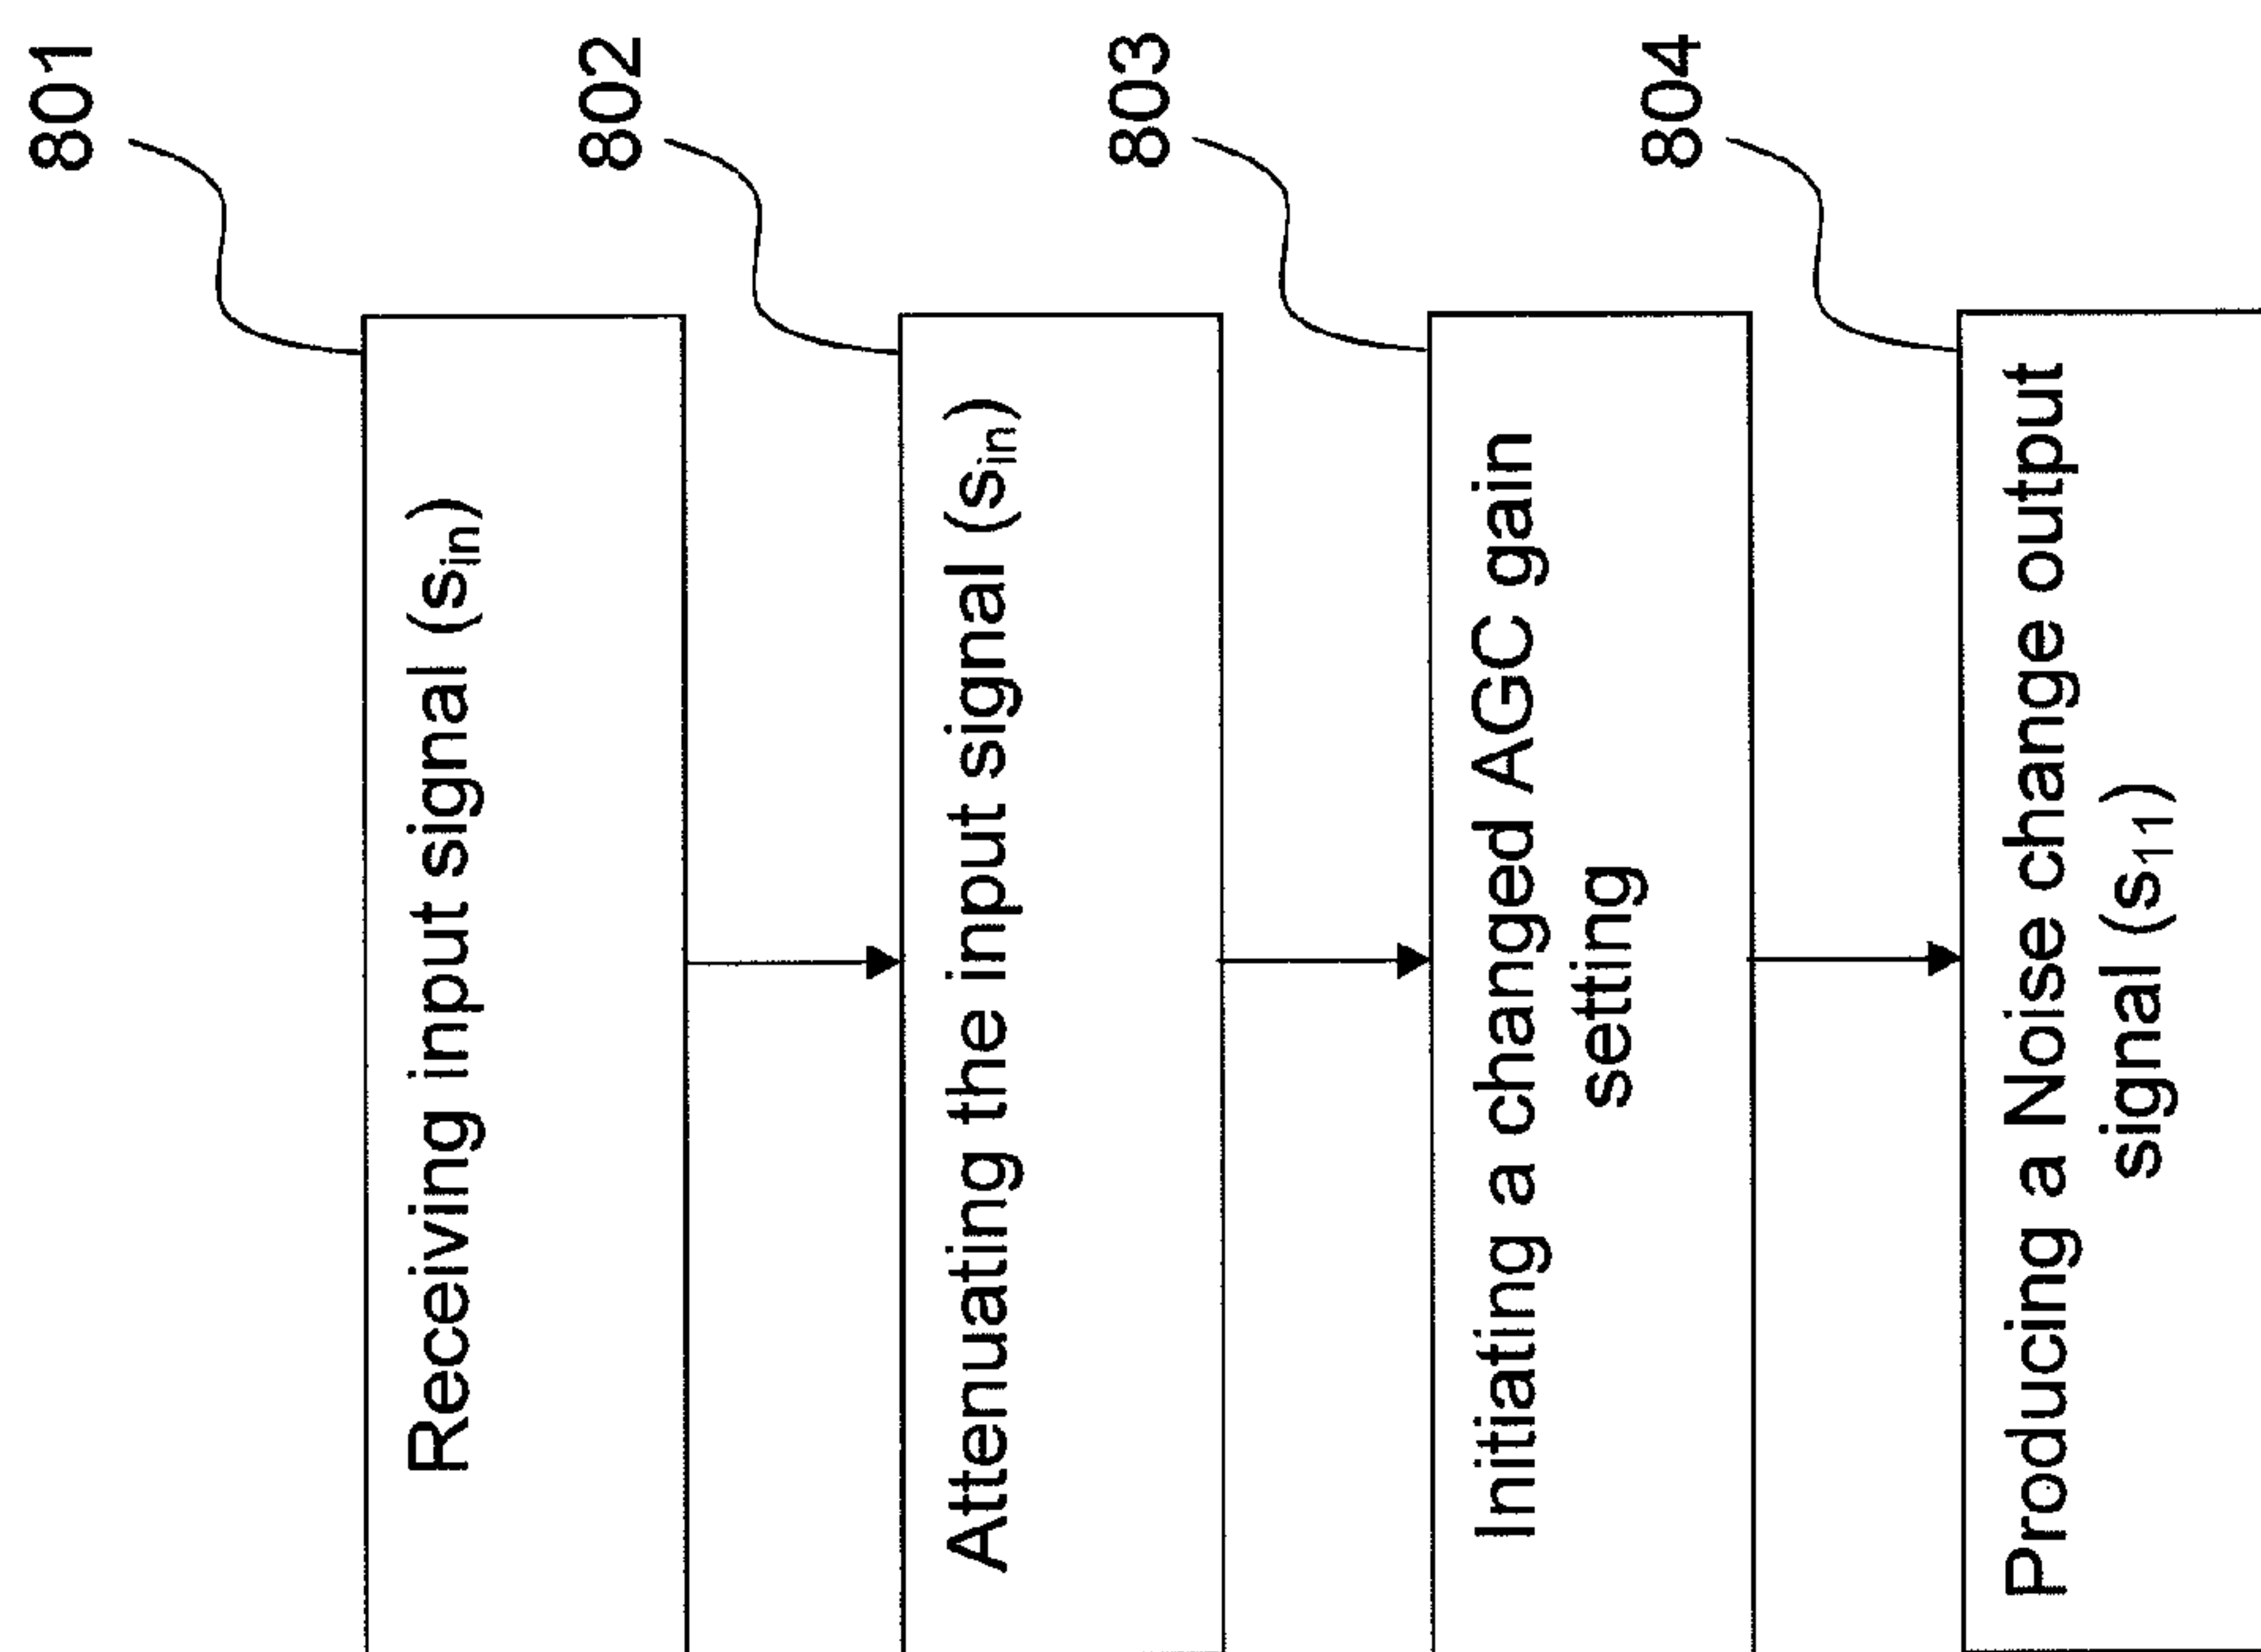 801
Receiving input signal (sin)
802
Attenuating the input signal (sin)
803
Initiating a changed AGC gain
setting
804
Producing a Noise change output
signal (s11)